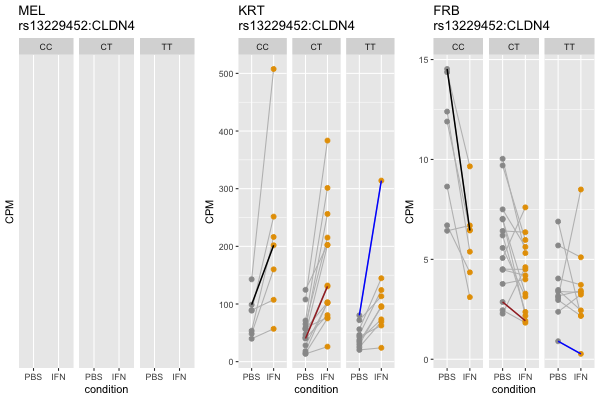 MEL
rs13229452:CLDN4
CC CT TT
CPM
PBS IFN PBS IFN PBS IFN
condition
KRT
rs13229452:CLDN4
CC CT TT
500
400
300
200
100
0
CPM
PBS IFN PBS IFN PBS IFN
condition
FRB
rs13229452:CLDN4
CC CT TT
15
10
5
0
CPM
PBS IFN PBS IFN PBS IFN
condition